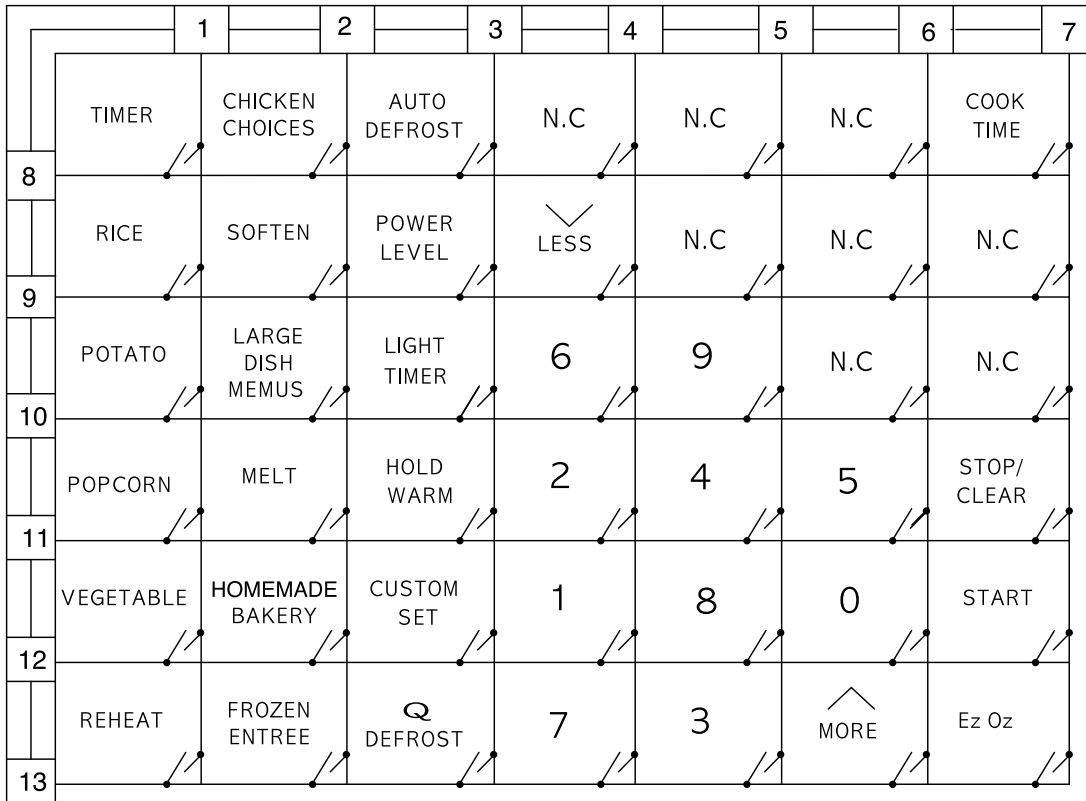 1 2 3 4 5 6 7
TIMER
CHICKEN
CHOICES
AUTO
DEFROST
N.C
N.C
N.C
COOK
TIME
8
RICE
SOFTEN
POWER
LEVEL
LESS
N.C
N.C
N.C
9
POTATO
LARGE
DISH
MEMUS
LIGHT
TIMER
6
9
N.C
N.C
10
POPCORN
MELT
HOLD
WARM
2
4
5
STOP/
CLEAR
11
VEGETABLE
HOMEMADE
BAKERY
CUSTOM
SET
1
8
0
START
12
REHEAT
FROZEN
ENTREE
Q
DEFROST
7
3
MORE
Ez Oz
13